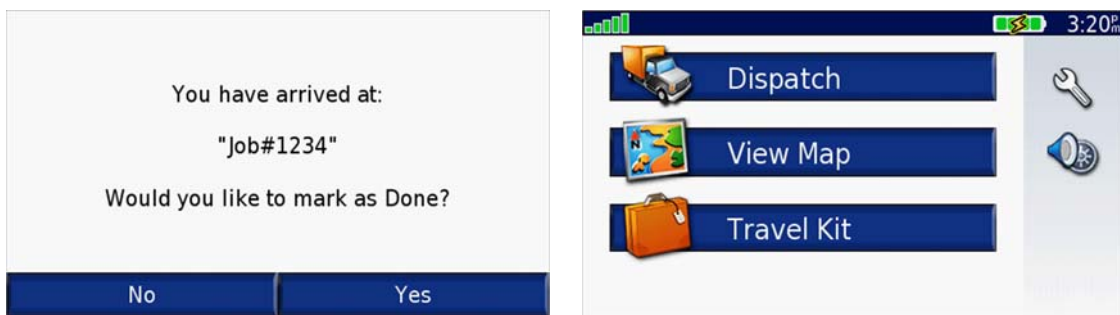 You have arrived at:
"Job#1234"
Would you like to mark as Done?
No
Yes
3:20 Pm
Dispatch
View Map
Travel Kit